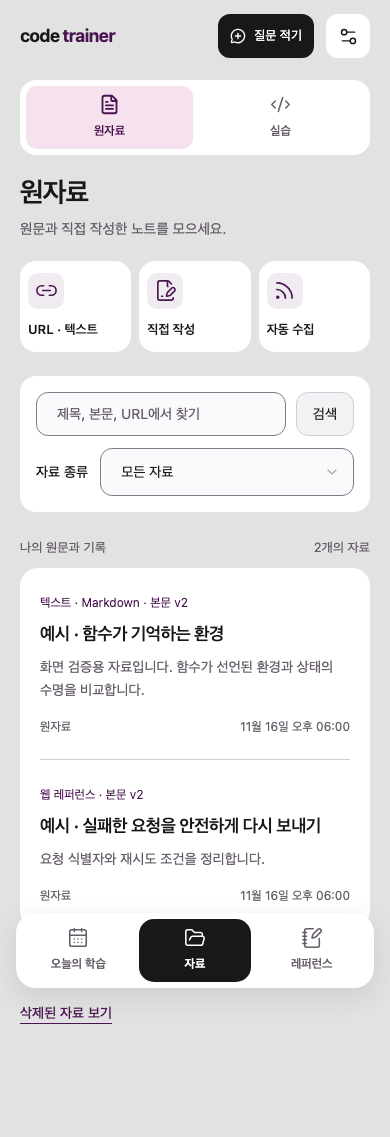 code trainer
질문 적기
원자료
실습
원자료
원문과 직접 작성한 노트를 모으세요.
URL · 텍스트
직접 작성
자동 수집
제목, 본문, URL에서 찾기
검색
자료 종류
모든 자료
나의 원문과 기록
2개의 자료
텍스트 · Markdown · 본문 v2
예시 · 함수가 기억하는 환경
화면 검증용 자료입니다. 함수가 선언된 환경과 상태의
수명을 비교합니다.
원자료
11월 16일 오후 06:00
웹 레퍼런스 · 본문 v2
예시 · 실패한 요청을 안전하게 다시 보내기
요청 식별자와 재시도 조건을 정리합니다.
원자료
11월 16일 오후 06:00
오늘의 학습
자료
레퍼런스
삭제된 자료 보기